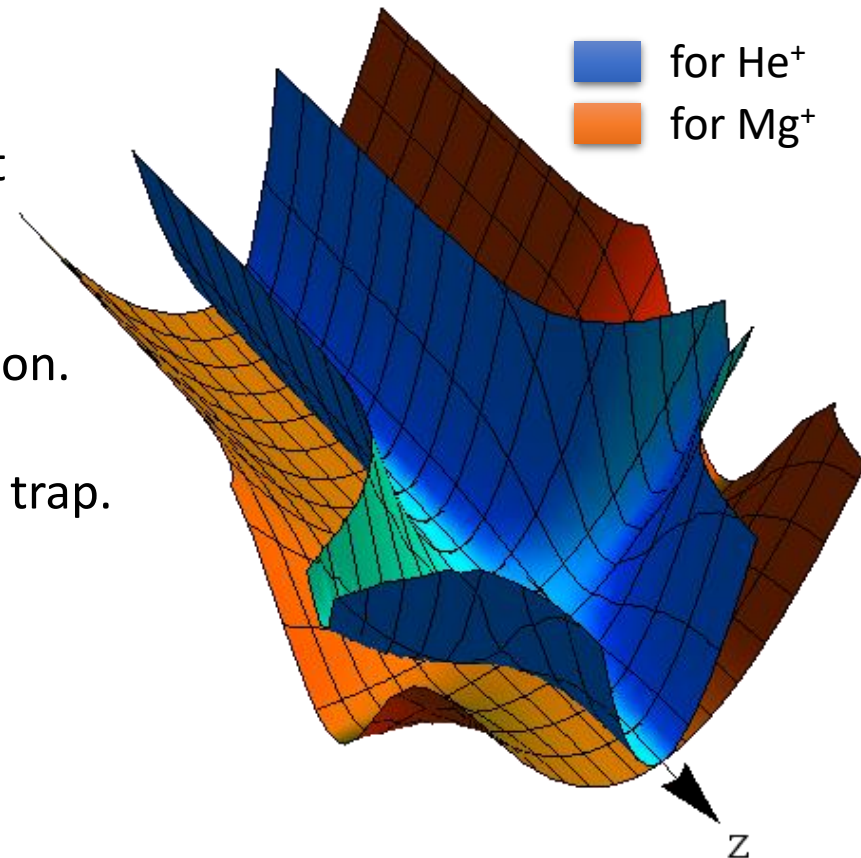 for He⁺
for Mg⁺
t
on.
trap.
z